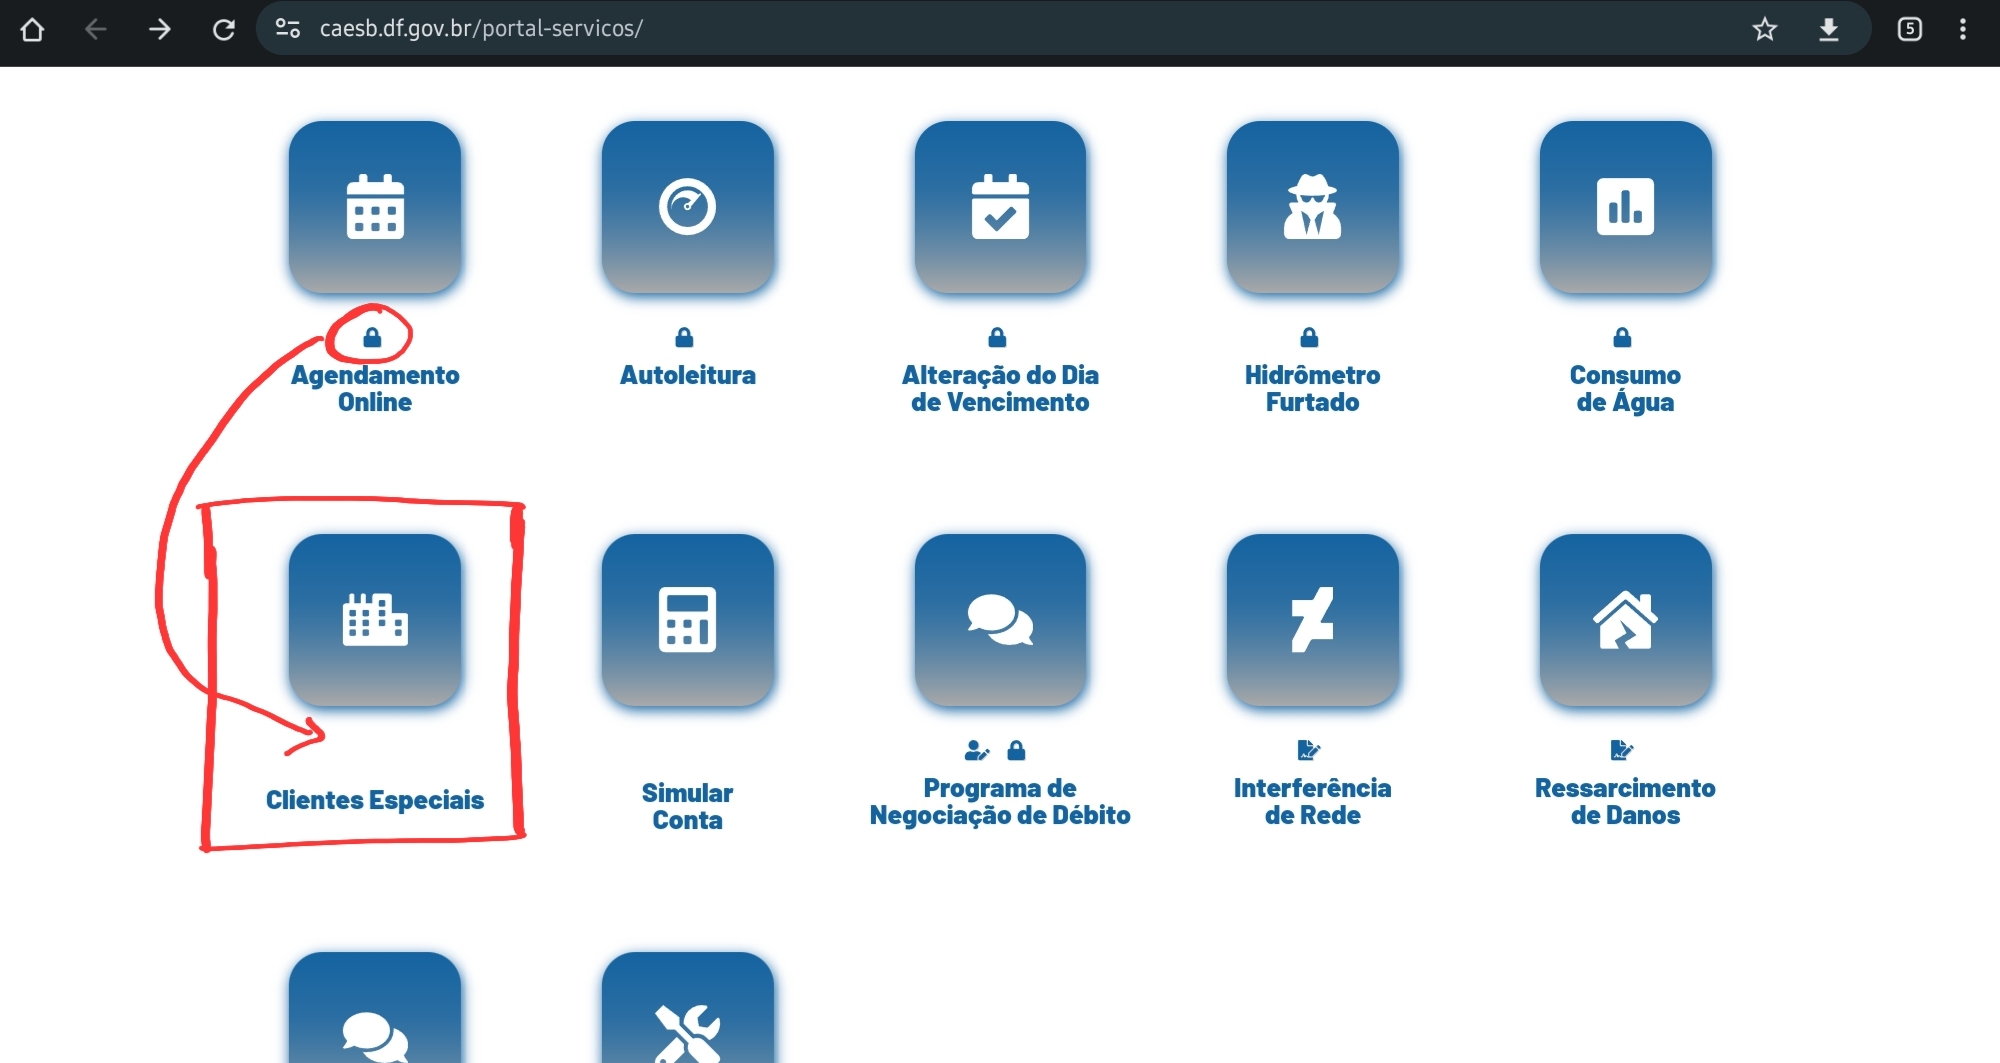 caesb.df.gov.br/portal-servicos/
5
Agendamento
Online
Autoleitura
Alteração do Dia
de Vencimento
Hidrômetro
Furtado
Consumo
de Água
Clientes Especiais
Simular
Conta
Programa de
Negociação de Débito
Interferência
de Rede
Ressarcimento
de Danos